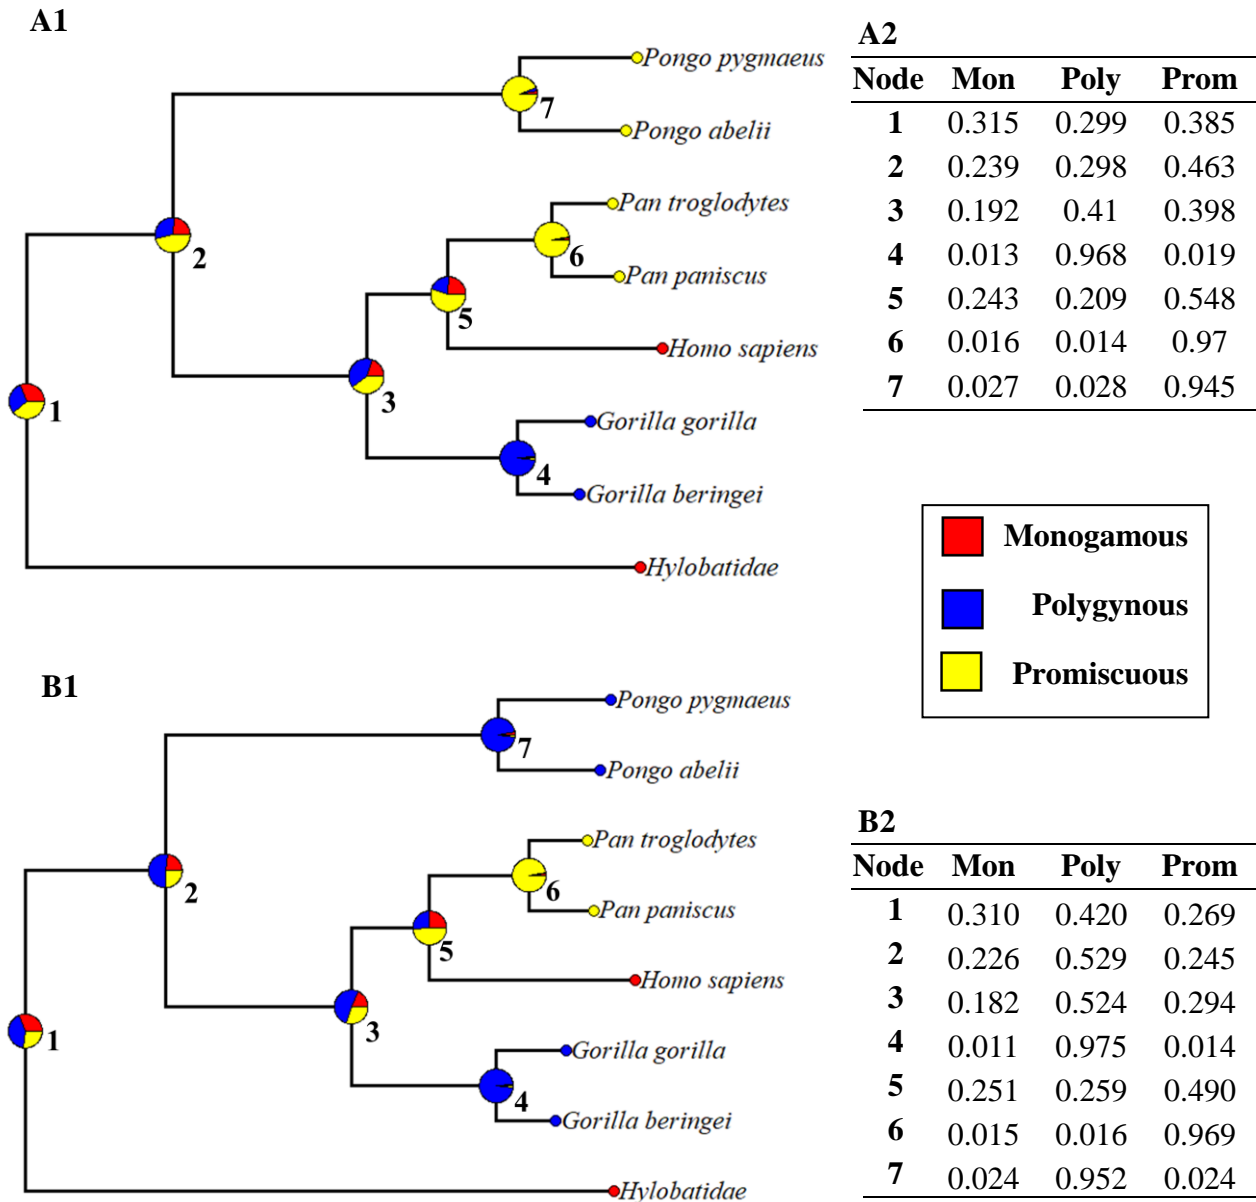 A1
Pongo pygmaeus
7
Pongo abelii
Pan troglodytes
2
6
Pan paniscus
5
Homo sapiens
3
1
Gorilla gorilla
4
Gorilla beringei
Hylobatidae
A2
Node Mon Poly Prom
1 0.315 0.299 0.385
2 0.239 0.298 0.463
3 0.192 0.41 0.398
4 0.013 0.968 0.019
5 0.243 0.209 0.548
6 0.016 0.014 0.97
7 0.027 0.028 0.945
Monogamous
Polygynous
Promiscuous
B1
Pongo pygmaeus
7
Pongo abelii
Pan troglodytes
2
6
Pan paniscus
5
Homo sapiens
3
1
Gorilla gorilla
4
Gorilla beringei
Hylobatidae
B2
Node Mon Poly Prom
1 0.310 0.420 0.269
2 0.226 0.529 0.245
3 0.182 0.524 0.294
4 0.011 0.975 0.014
5 0.251 0.259 0.490
6 0.015 0.016 0.969
7 0.024 0.952 0.024